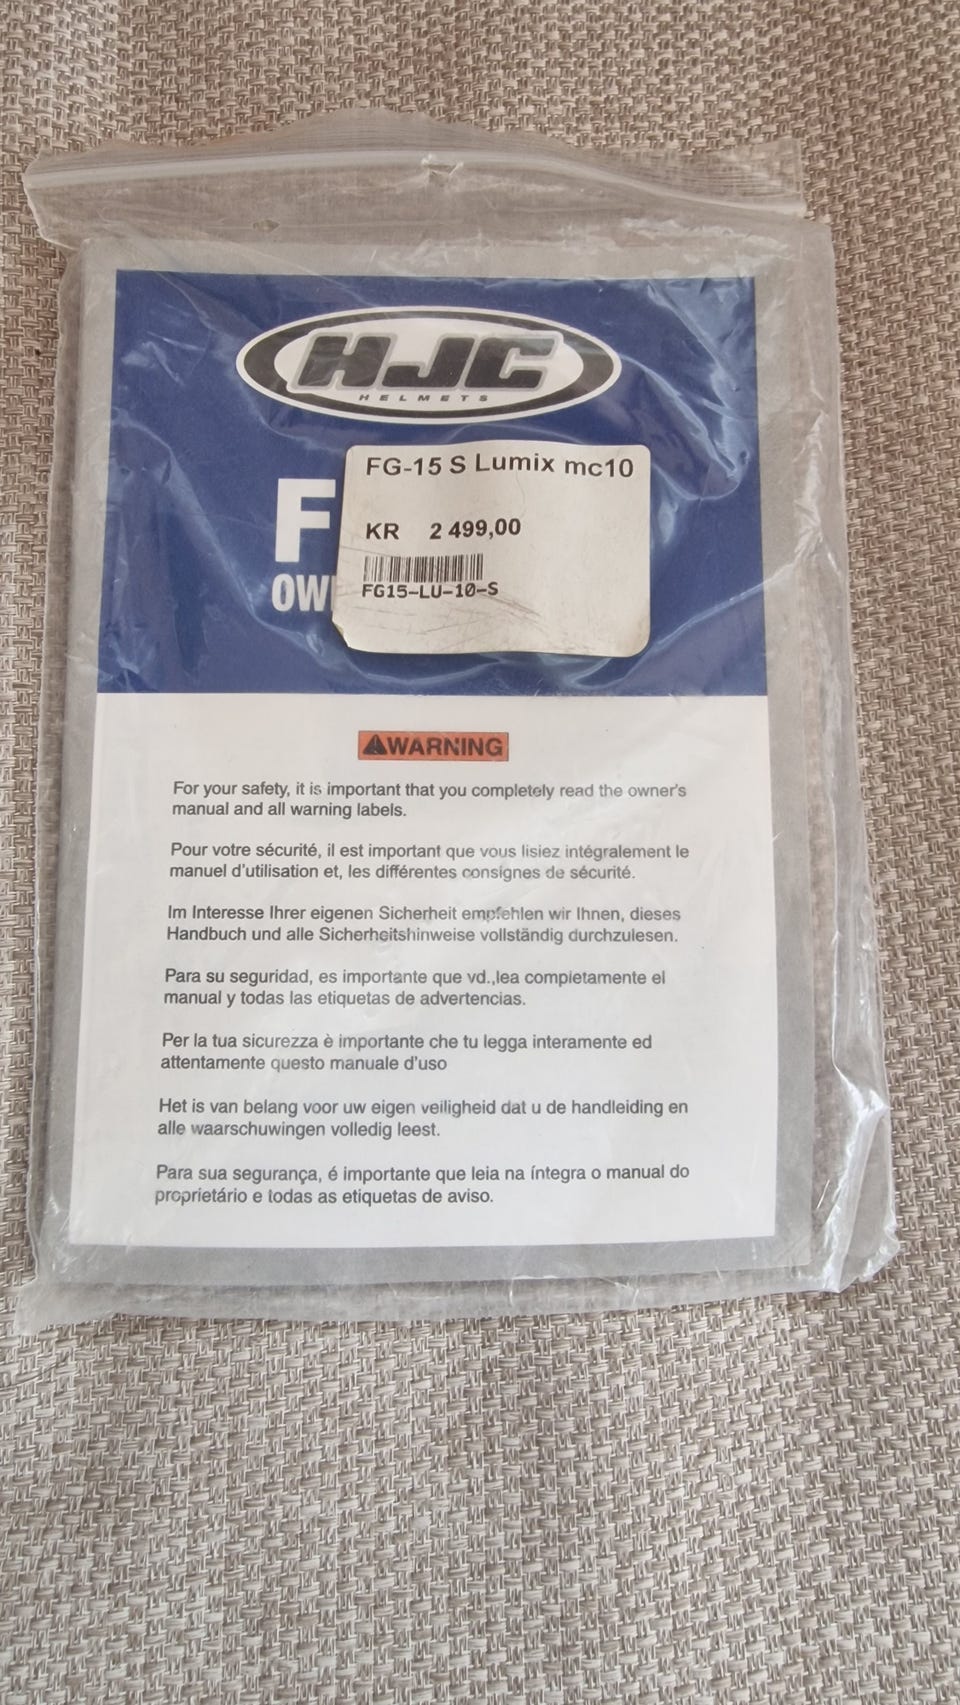 HJC
HELMETS
FG-15 S Lumix mc10
KR 2 499,00
FG15-LU-10-S
WARNING
For your safety, it is important that you completely read the owner's
manual and all warning labels.
Pour votre sécurité, il est important que vous lisiez intégralement le
manuel d'utilisation et, les différentes consignes de sécurité.
Im Interesse Ihrer eigenen Sicherheit empfehlen wir Ihnen, dieses
Handbuch und alle Sicherheitshinweise vollständig durchzulesen.
Para su seguridad, es importante que vd.,lea completamente el
manual y todas las etiquetas de advertencias.
Per la tua sicurezza è importante che tu legga interamente ed
attentamente questo manuale d'uso
Het is van belang voor uw eigen veiligheid dat u de handleiding en
alle waarschuwingen volledig leest.
Para sua segurança, é importante que leia na íntegra o manual do
proprietário e todas as etiquetas de aviso.